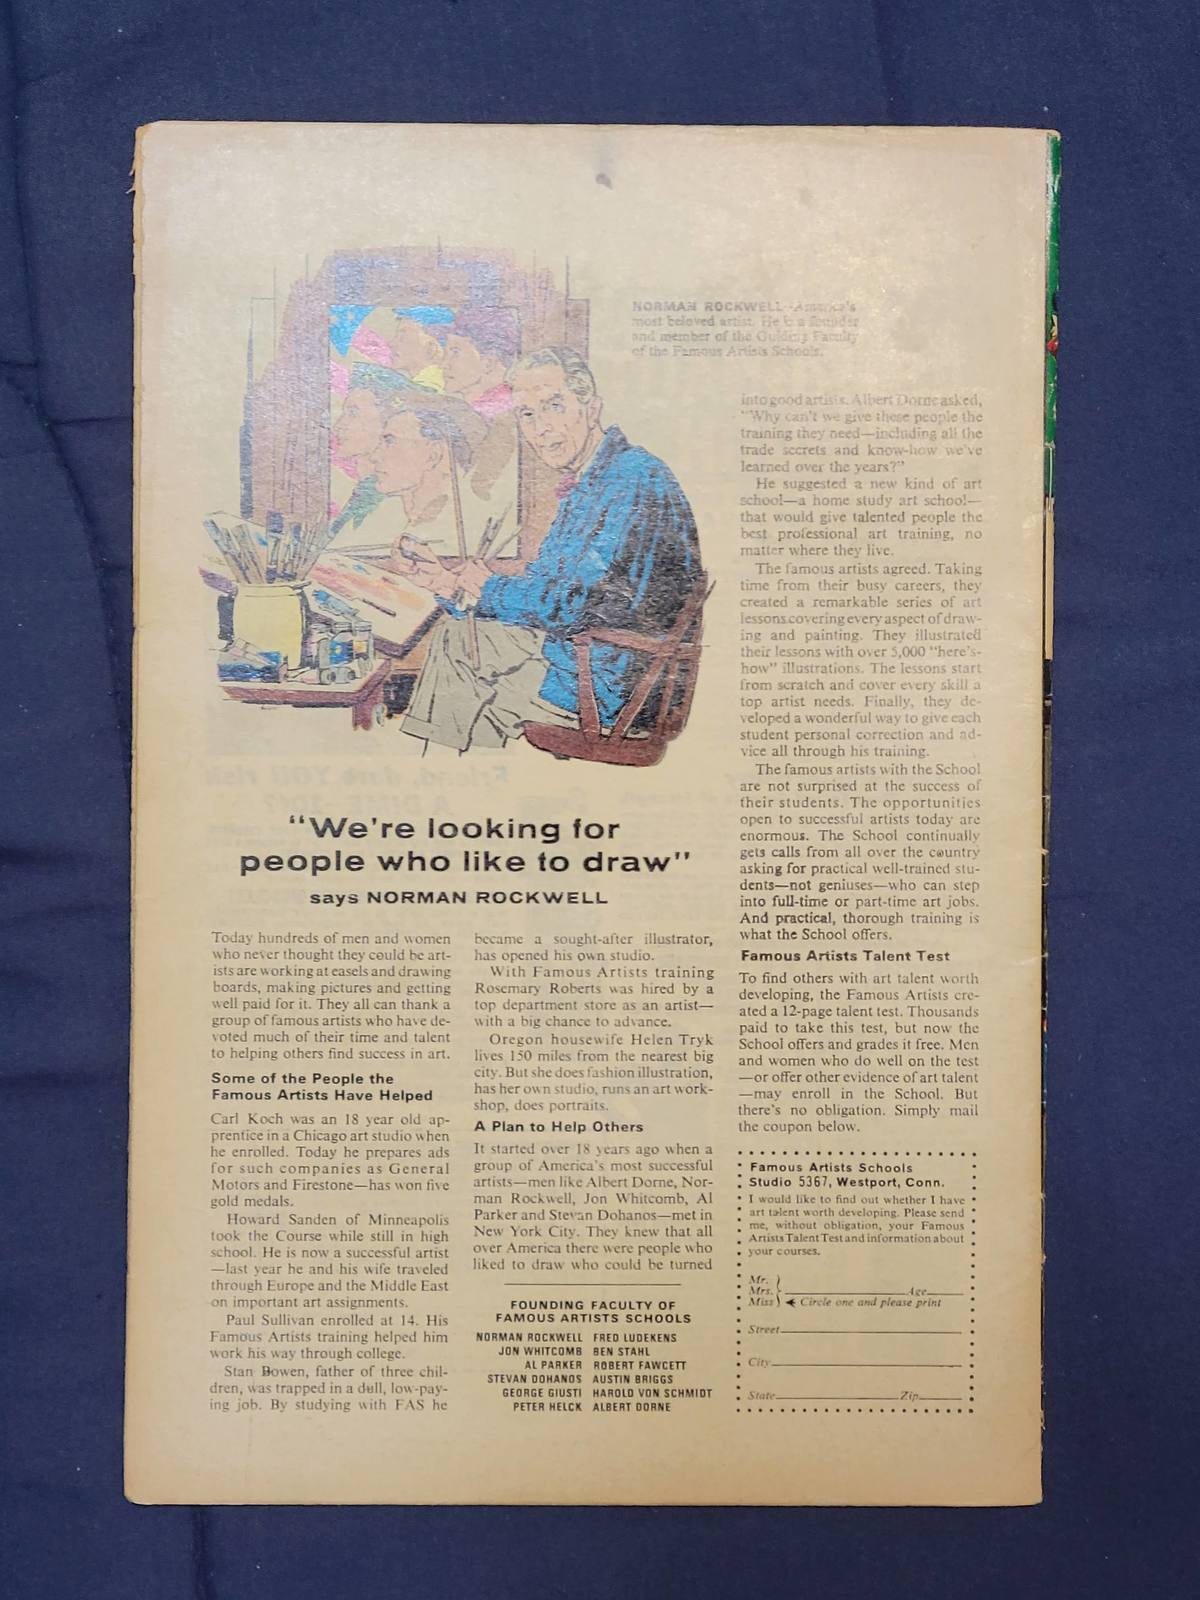 NORMAN ROCKWELL—America's
most beloved artist. He is a founder
and member of the Guiding Faculty
of the Famous Artists Schools.
"We're looking for
people who like to draw"
says NORMAN ROCKWELL
Today hundreds of men and women
who never thought they could be art-
ists are working at easels and drawing
boards, making pictures and getting
well paid for it. They all can thank a
group of famous artists who have de-
voted much of their time and talent
to helping others find success in art.
Some of the People the
Famous Artists Have Helped
Carl Koch was an 18 year old ap-
prentice in a Chicago art studio when
he enrolled. Today he prepares ads
for such companies as General
Motors and Firestone—has won five
gold medals.
Howard Sanden of Minneapolis
took the Course while still in high
school. He is now a successful artist
—last year he and his wife traveled
through Europe and the Middle East
on important art assignments.
Paul Sullivan enrolled at 14. His
Famous Artists training helped him
work his way through college.
Stan Bowen, father of three chil-
dren, was trapped in a dull, low-pay-
ing job. By studying with FAS he
became a sought-after illustrator,
has opened his own studio.
With Famous Artists training
Rosemary Roberts was hired by a
top department store as an artist—
with a big chance to advance.
Oregon housewife Helen Tryk
lives 150 miles from the nearest big
city. But she does fashion illustration,
has her own studio, runs an art work-
shop, does portraits.
A Plan to Help Others
It started over 18 years ago when a
group of America's most successful
artists—men like Albert Dorne, Nor-
man Rockwell, Jon Whitcomb, Al
Parker and Stevan Dohanos—met in
New York City. They knew that all
over America there were people who
liked to draw who could be turned
into good artists. Albert Dorne asked,
"Why can't we give these people the
training they need—including all the
trade secrets and know-how we've
learned over the years?"
He suggested a new kind of art
school—a home study art school—
that would give talented people the
best professional art training, no
matter where they live.
The famous artists agreed. Taking
time from their busy careers, they
created a remarkable series of art
lessons covering every aspect of draw-
ing and painting. They illustrated
their lessons with over 5,000 "here's-
how" illustrations. The lessons start
from scratch and cover every skill a
top artist needs. Finally, they de-
veloped a wonderful way to give each
student personal correction and ad-
vice all through his training.
The famous artists with the School
are not surprised at the success of
their students. The opportunities
open to successful artists today are
enormous. The School continually
gets calls from all over the country
asking for practical well-trained stu-
dents—not geniuses—who can step
into full-time or part-time art jobs.
And practical, thorough training is
what the School offers.
Famous Artists Talent Test
To find others with art talent worth
developing, the Famous Artists cre-
ated a 12-page talent test. Thousands
paid to take this test, but now the
School offers and grades it free. Men
and women who do well on the test
—or offer other evidence of art talent
—may enroll in the School. But
there's no obligation. Simply mail
the coupon below.
FOUNDING FACULTY OF
FAMOUS ARTISTS SCHOOLS
NORMAN ROCKWELL FRED LUDEKENS
JON WHITCOMB BEN STAHL
AL PARKER ROBERT FAWCETT
STEVAN DOHANOS AUSTIN BRIGGS
GEORGE GIUSTI HAROLD VON SCHMIDT
PETER HELCK ALBERT DORNE
Famous Artists Schools
Studio 5367, Westport, Conn.
I would like to find out whether I have
art talent worth developing. Please send
me, without obligation, your Famous
Artists Talent Test and information about
your courses.
Mr.
Mrs. Age
Miss Circle one and please print
Street
City
State Zip